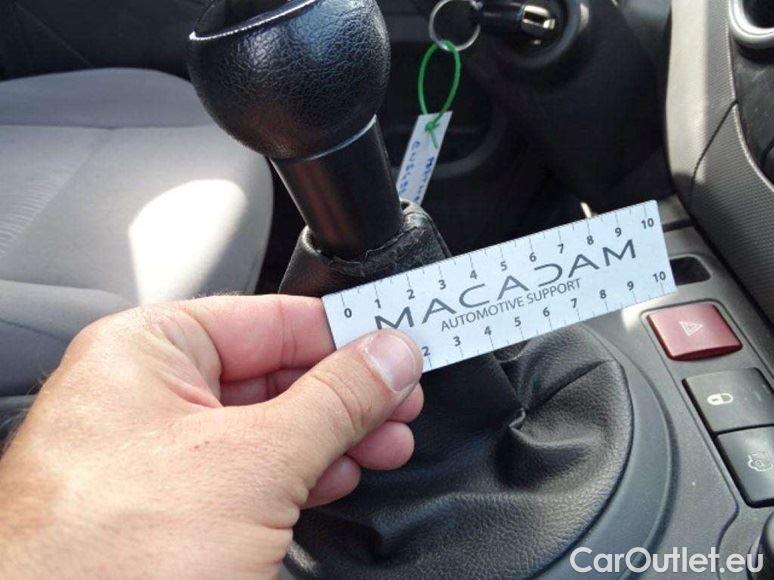 0 1 2 3 4 5 6 7 8 9 10
MACADAM
AUTOMOTIVE SUPPORT
2 3 4 5 6 7 8 9 10
CarOutlet.eu